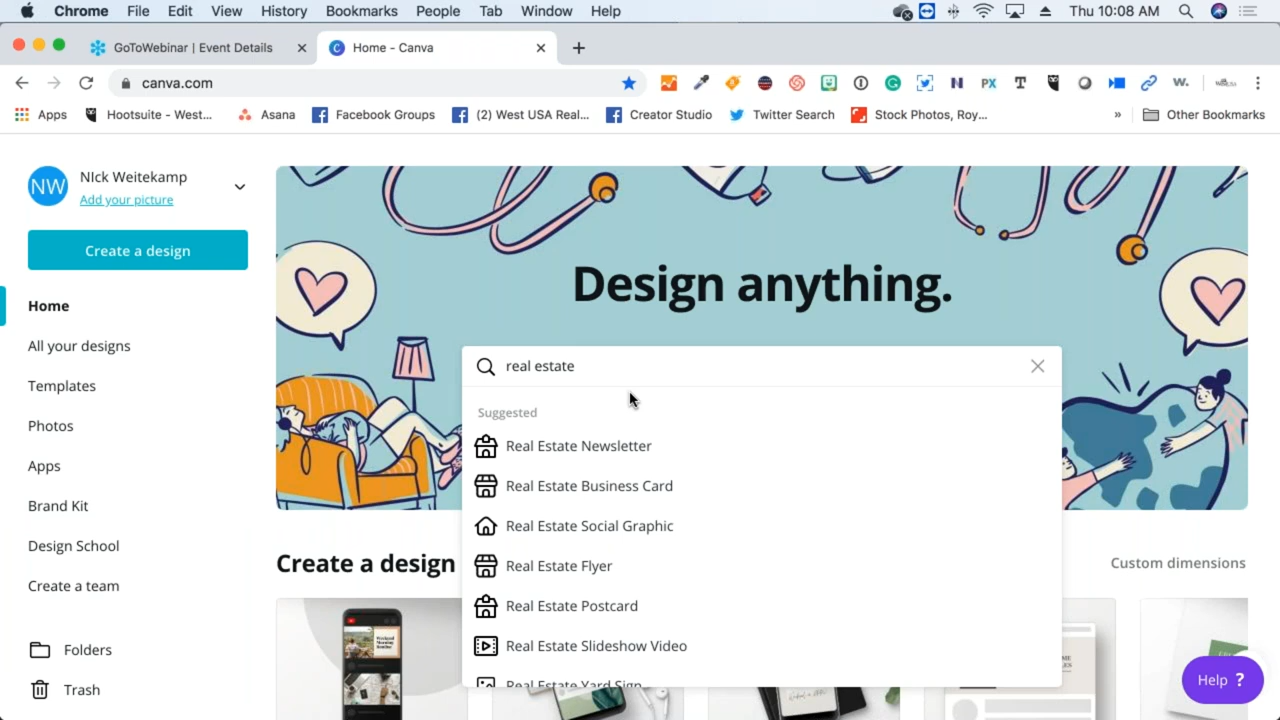 Chrome File Edit View History Bookmarks People Tab Window Help Thu 10:08 AM
GoToWebinar | Event Details Home - Canva
canva.com
Apps Hootsuite - West... Asana Facebook Groups (2) West USA Real... Creator Studio Twitter Search Stock Photos, Roy... » Other Bookmarks
NW
NIck Weitekamp
Add your picture
Create a design
Home
All your designs
Templates
Photos
Apps
Brand Kit
Design School
Create a team
Folders
Trash
Design anything.
real estate
Suggested
Real Estate Newsletter
Real Estate Business Card
Real Estate Social Graphic
Real Estate Flyer
Real Estate Postcard
Real Estate Slideshow Video
Real Estate Yard Sign
Create a design
Custom dimensions
Help ?